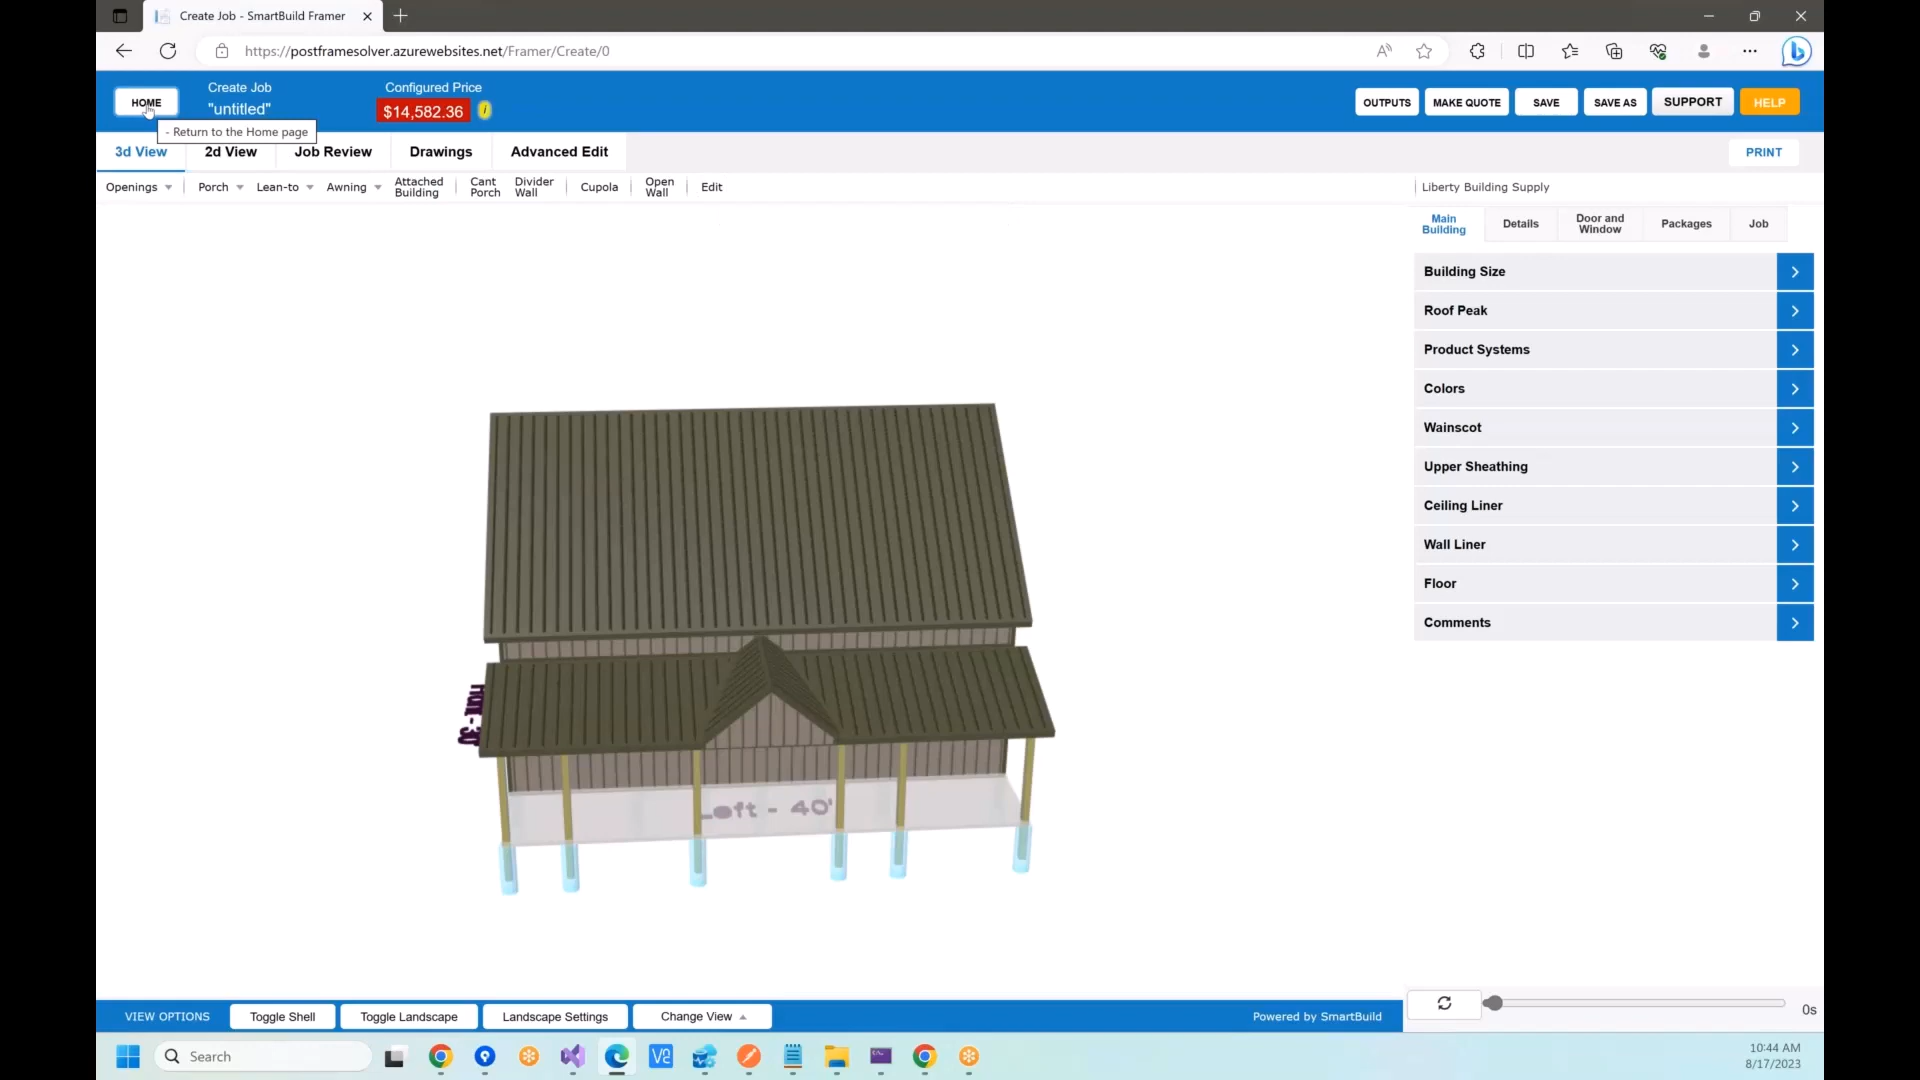 Create Job - SmartBuild Framer
https://postframesolver.azurewebsites.net/Framer/Create/0
HOME
Create Job
"untitled"
Configured Price
$14,582.36
i
OUTPUTS
MAKE QUOTE
SAVE
SAVE AS
SUPPORT
HELP
- Return to the Home page
3d View
2d View
Job Review
Drawings
Advanced Edit
PRINT
Openings
Porch
Lean-to
Awning
Attached
Building
Cant
Porch
Divider
Wall
Cupola
Open
Wall
Edit
Liberty Building Supply
Main
Building
Details
Door and
Window
Packages
Job
Building Size
Roof Peak
Product Systems
Colors
Wainscot
Upper Sheathing
Ceiling Liner
Wall Liner
Floor
Comments
Left - 40'
VIEW OPTIONS
Toggle Shell
Toggle Landscape
Landscape Settings
Change View
Powered by SmartBuild
0s
Search
10:44 AM
8/17/2023